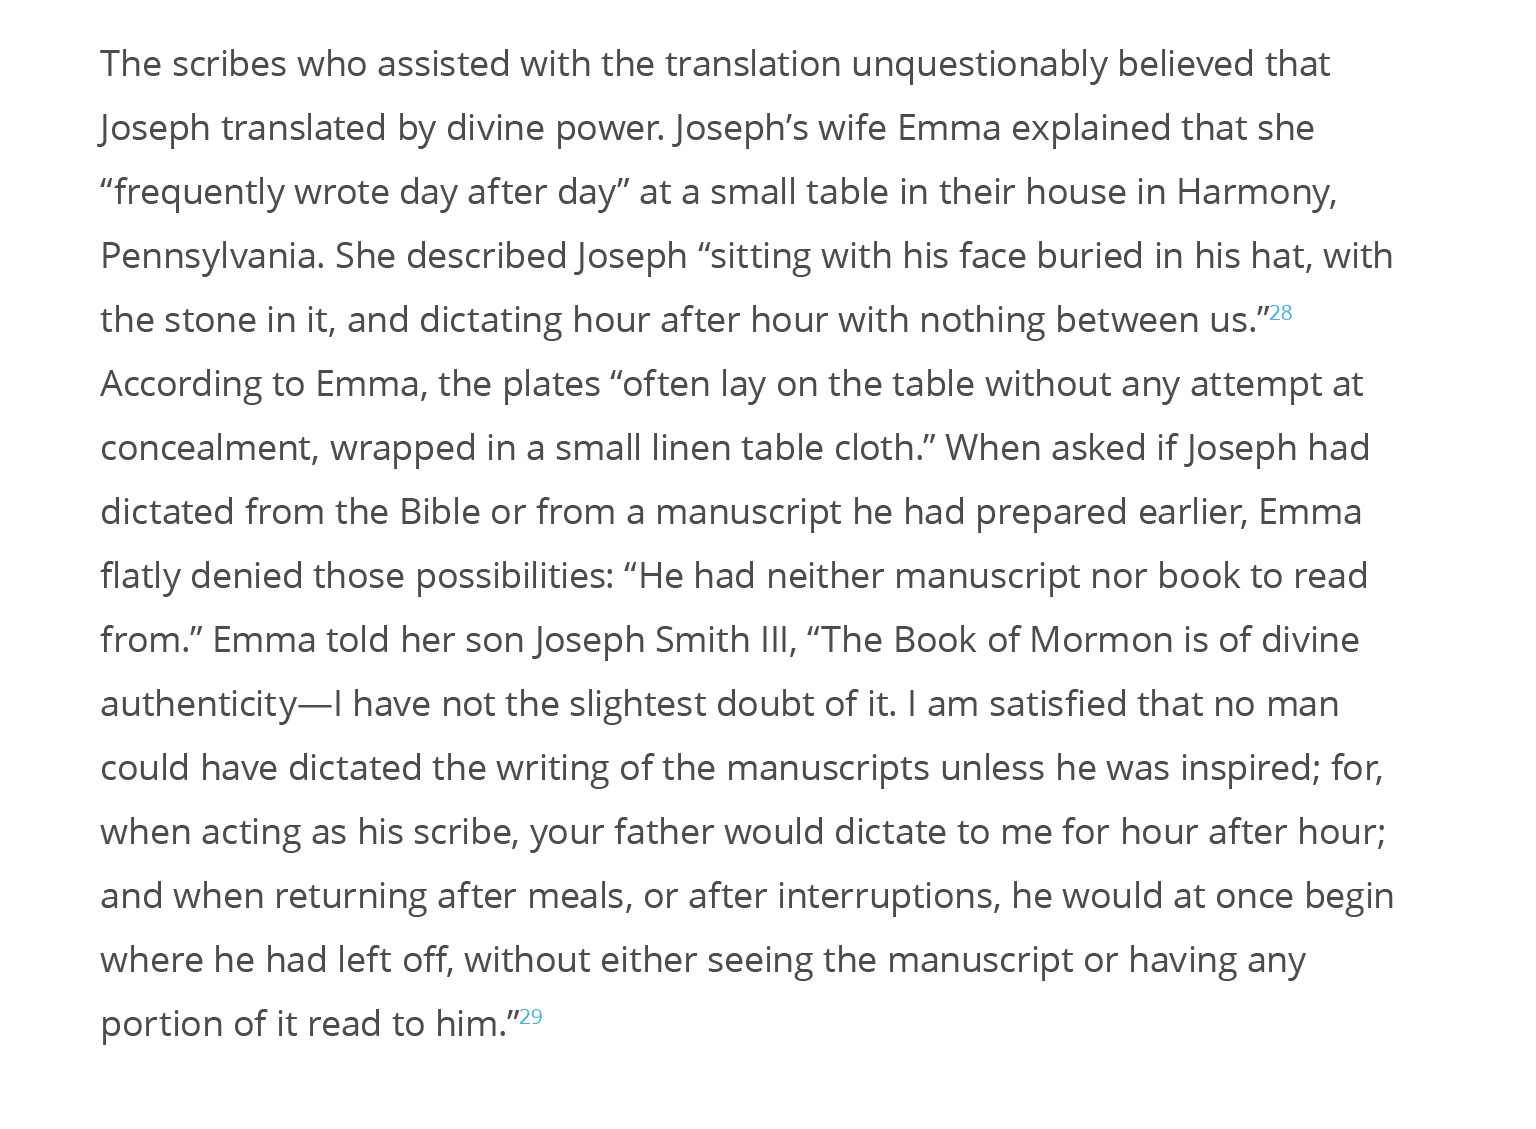 The scribes who assisted with the translation unquestionably believed that
Joseph translated by divine power. Joseph’s wife Emma explained that she
“frequently wrote day after day” at a small table in their house in Harmony,
Pennsylvania. She described Joseph “sitting with his face buried in his hat, with
the stone in it, and dictating hour after hour with nothing between us.”28
According to Emma, the plates “often lay on the table without any attempt at
concealment, wrapped in a small linen table cloth.” When asked if Joseph had
dictated from the Bible or from a manuscript he had prepared earlier, Emma
flatly denied those possibilities: “He had neither manuscript nor book to read
from.” Emma told her son Joseph Smith III, “The Book of Mormon is of divine
authenticity—I have not the slightest doubt of it. I am satisfied that no man
could have dictated the writing of the manuscripts unless he was inspired; for,
when acting as his scribe, your father would dictate to me for hour after hour;
and when returning after meals, or after interruptions, he would at once begin
where he had left off, without either seeing the manuscript or having any
portion of it read to him.”29